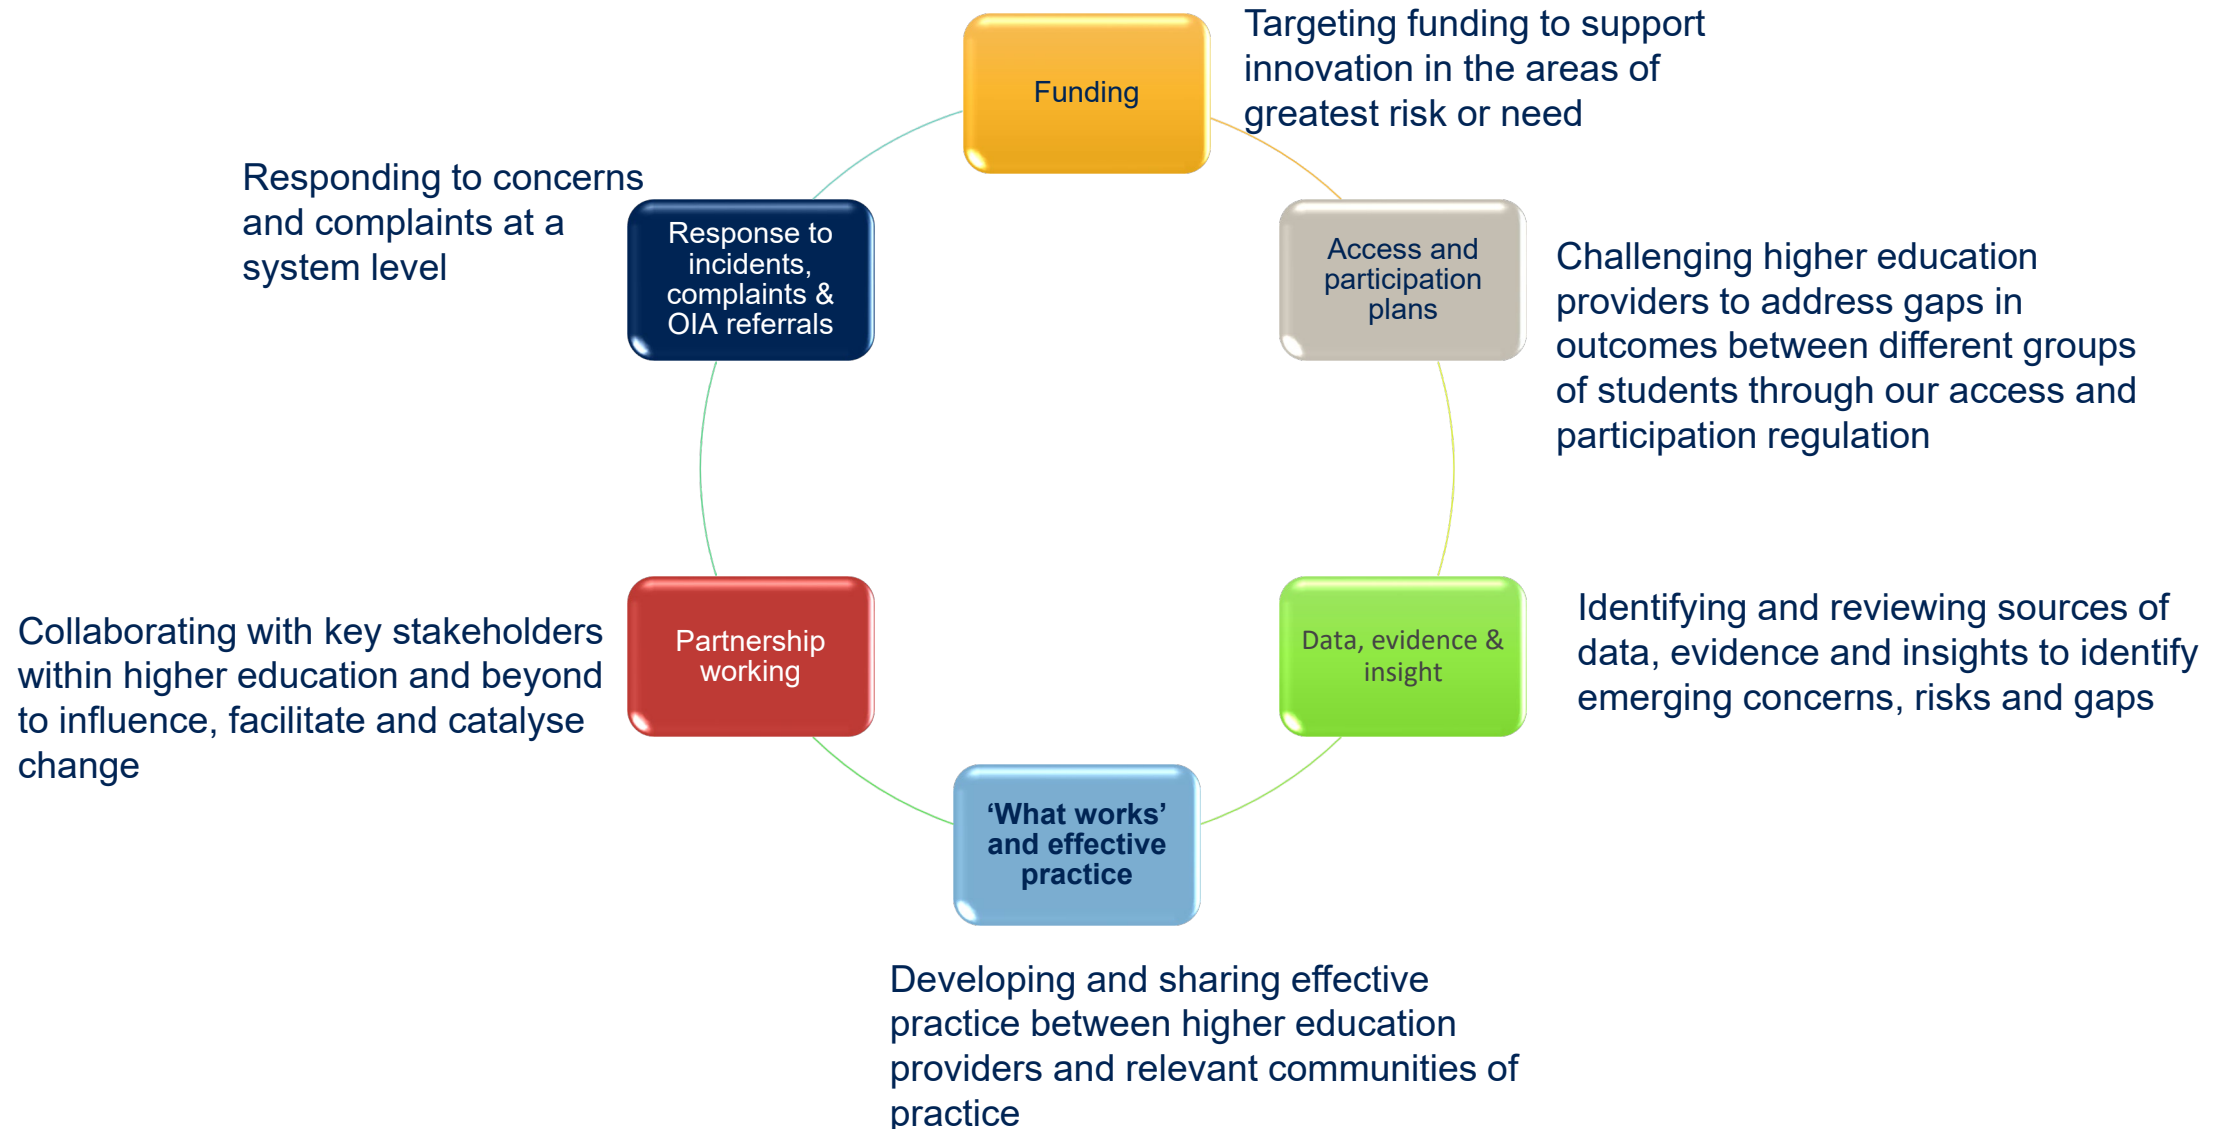 Funding
Targeting funding to support
innovation in the areas of
greatest risk or need
Access and
participation
plans
Challenging higher education
providers to address gaps in
outcomes between different groups
of students through our access and
participation regulation
Data, evidence &
insight
Identifying and reviewing sources of
data, evidence and insights to identify
emerging concerns, risks and gaps
‘What works’
and effective
practice
Developing and sharing effective
practice between higher education
providers and relevant communities of
practice
Partnership
working
Collaborating with key stakeholders
within higher education and beyond
to influence, facilitate and catalyse
change
Response to
incidents,
complaints &
OIA referrals
Responding to concerns
and complaints at a
system level